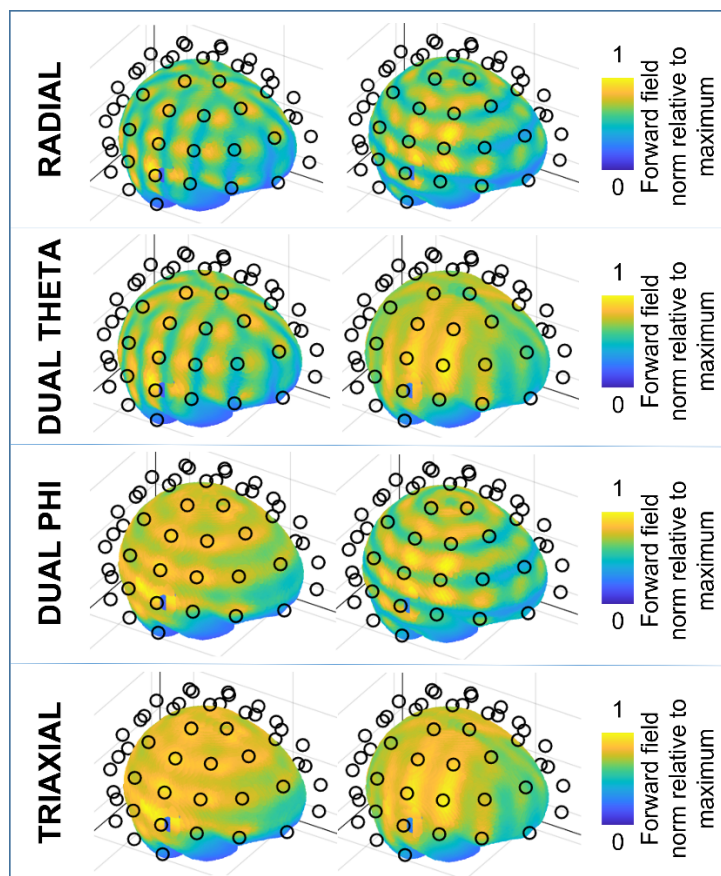 RADIAL
1
0
Forward field
norm relative to
maximum
DUAL THETA
1
0
Forward field
norm relative to
maximum
DUAL PHI
1
0
Forward field
norm relative to
maximum
TRIAXIAL
1
0
Forward field
norm relative to
maximum